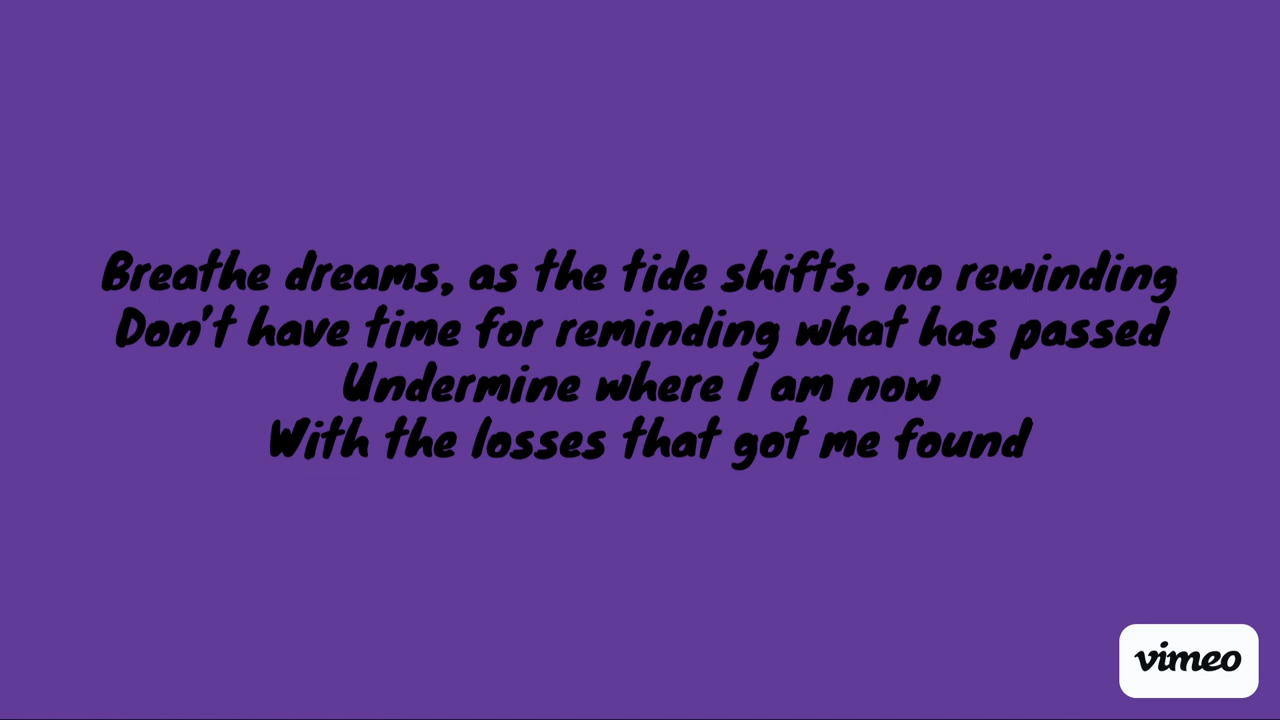 Breathe dreams, as the tide shifts, no rewinding
Don't have time for reminding what has passed
Undermine where I am now
With the losses that got me found
vimeo